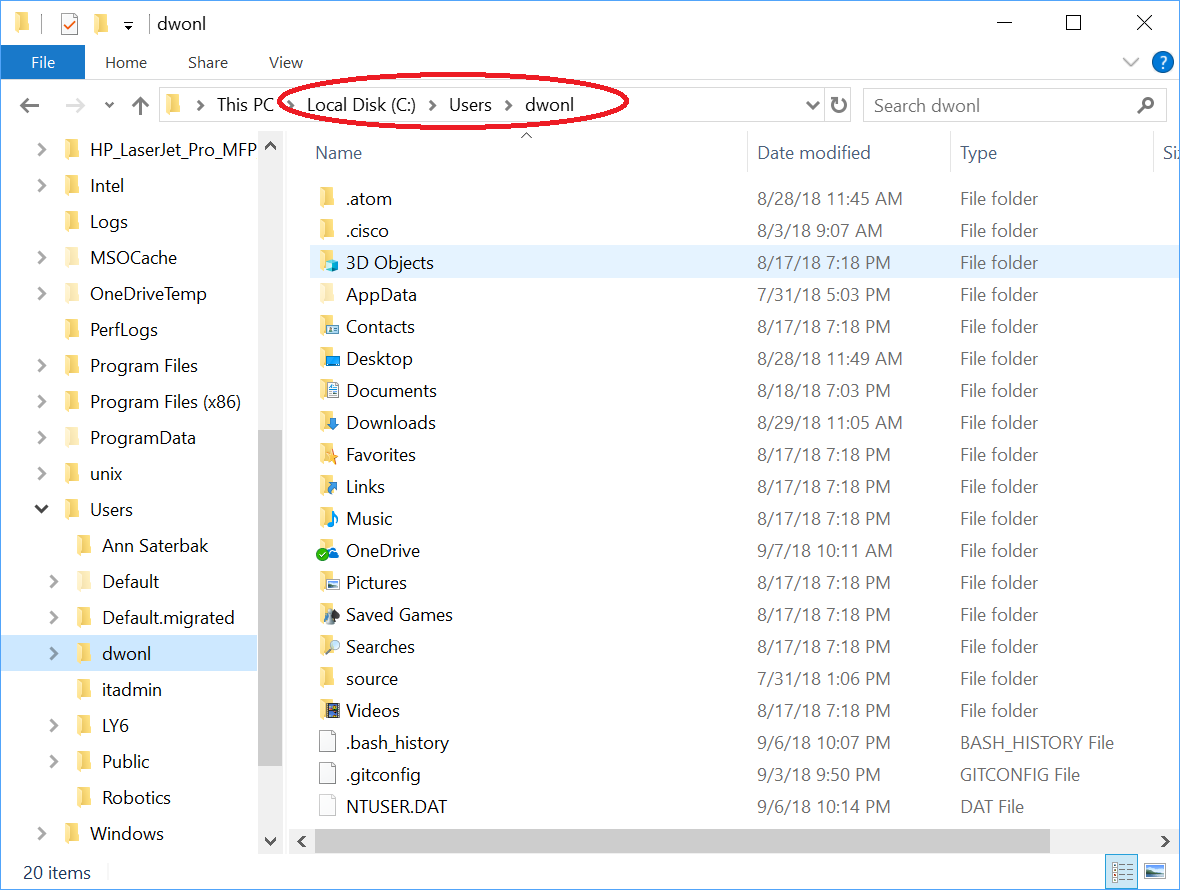 dwonl
File Home Share View ?
This PC Local Disk (C:) Users dwonl Search dwonl
HP_LaserJet_Pro_MFP
Intel
Logs
MSOCache
OneDriveTemp
PerfLogs
Program Files
Program Files (x86)
ProgramData
unix
Users
Ann Saterbak
Default
Default.migrated
dwonl
itadmin
LY6
Public
Robotics
Windows
Name Date modified Type Si
.atom 8/28/18 11:45 AM File folder
.cisco 8/3/18 9:07 AM File folder
3D Objects 8/17/18 7:18 PM File folder
AppData 7/31/18 5:03 PM File folder
Contacts 8/17/18 7:18 PM File folder
Desktop 8/28/18 11:49 AM File folder
Documents 8/18/18 7:03 PM File folder
Downloads 8/29/18 11:05 AM File folder
Favorites 8/17/18 7:18 PM File folder
Links 8/17/18 7:18 PM File folder
Music 8/17/18 7:18 PM File folder
OneDrive 9/7/18 10:11 AM File folder
Pictures 8/17/18 7:18 PM File folder
Saved Games 8/17/18 7:18 PM File folder
Searches 8/17/18 7:18 PM File folder
source 7/31/18 1:06 PM File folder
Videos 8/17/18 7:18 PM File folder
.bash_history 9/6/18 10:07 PM BASH_HISTORY File
.gitconfig 9/3/18 9:50 PM GITCONFIG File
NTUSER.DAT 9/6/18 10:14 PM DAT File
20 items